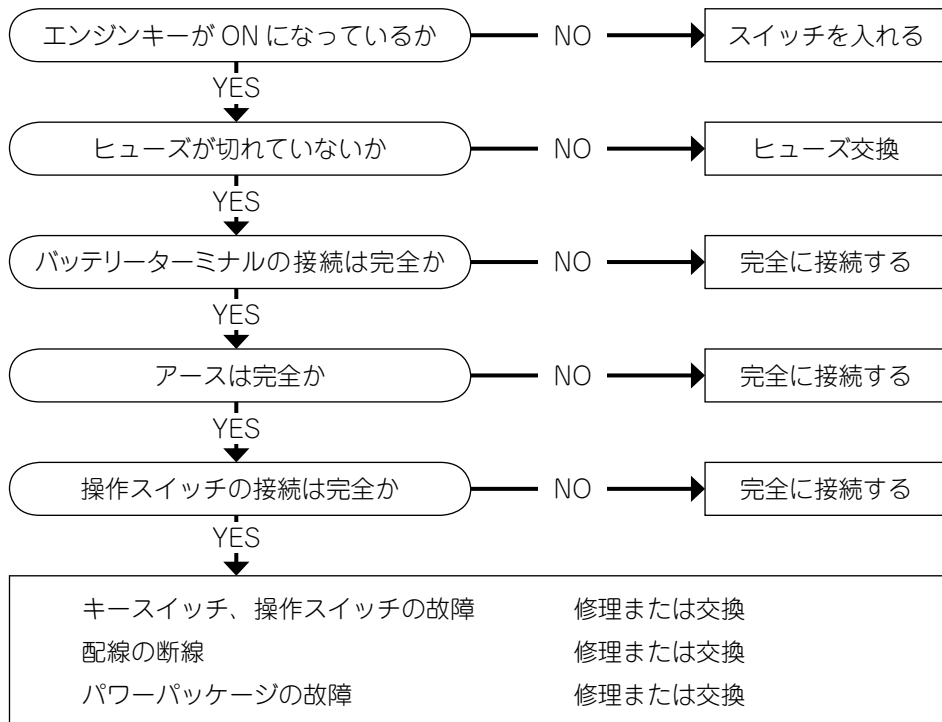 エンジンキーが ON になっているか NO スイッチを入れる
YES
ヒューズが切れていないか NO ヒューズ交換
YES
バッテリーターミナルの接続は完全か NO 完全に接続する
YES
アースは完全か NO 完全に接続する
YES
操作スイッチの接続は完全か NO 完全に接続する
YES
キースイッチ、操作スイッチの故障 修理または交換
配線の断線 修理または交換
パワーパッケージの故障 修理または交換